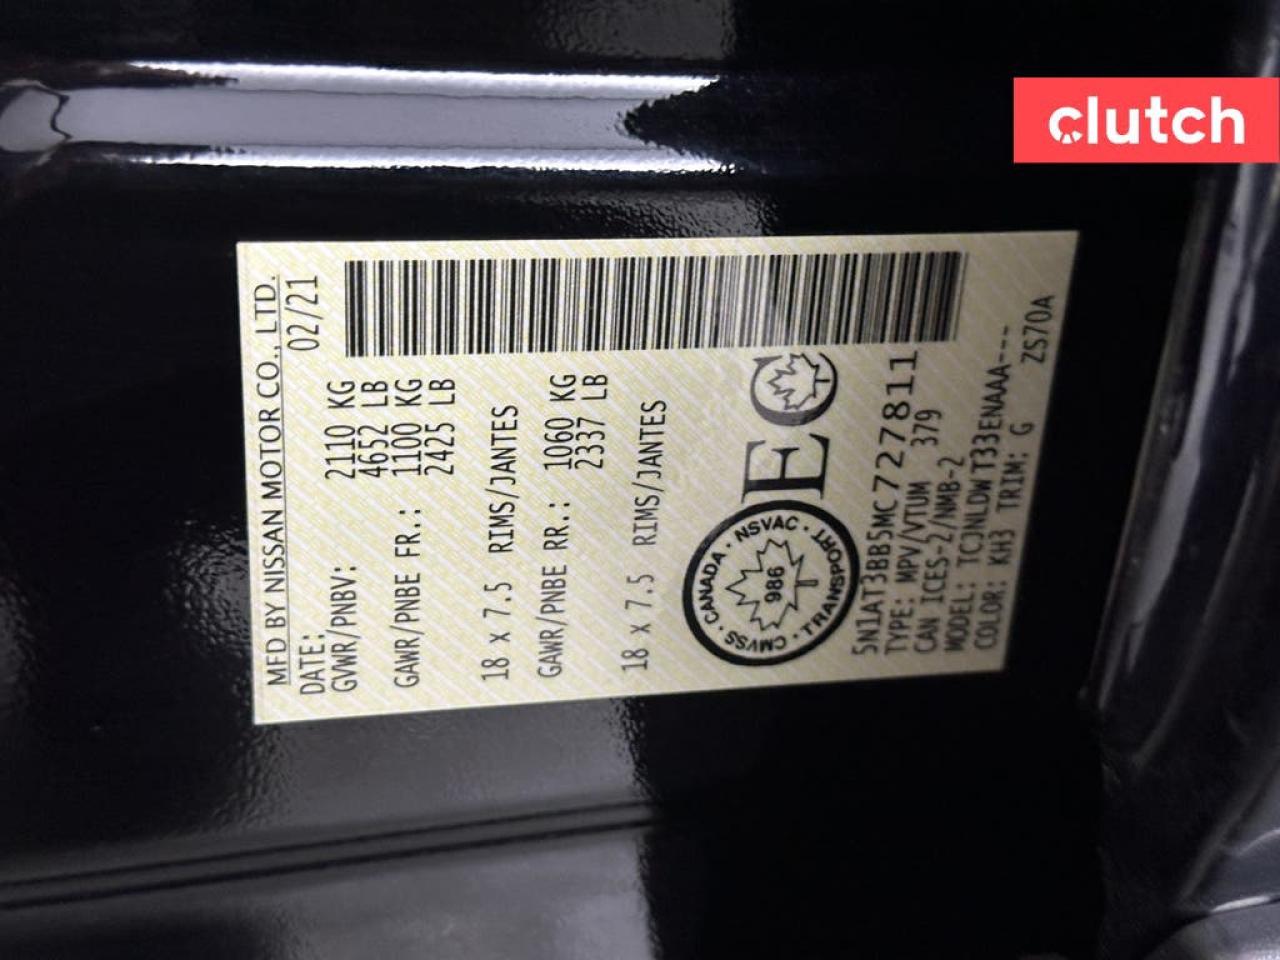 clutch
MFD BY NISSAN MOTOR CO., LTD.
DATE: 02/21
GVWR/PNBV: 2110 KG
4652 LB
GAWR/PNBE FR.: 1100 KG
2425 LB
18 x 7.5 RIMS/JANTES
GAWR/PNBE RR.: 1060 KG
2337 LB
18 x 7.5 RIMS/JANTES
CANADA · NSVAC · TRANSPORT · CMVSS ·
986
EC
5N1AT3BB5MC727811
TYPE: MPV/VTUM 379
CAN ICES-2/NMB-2
MODEL: TCJNLDWT33ENAAA---
COLOR: KH3 TRIM: G ZS70A